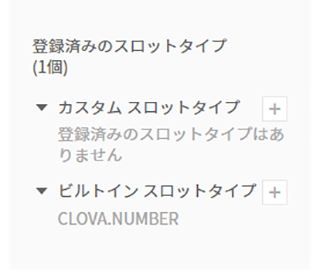 登録済みのスロットタイプ
(1個)
カスタム スロットタイプ
登録済みのスロットタイプはあ
りません
ビルトイン スロットタイプ
CLOVA.NUMBER